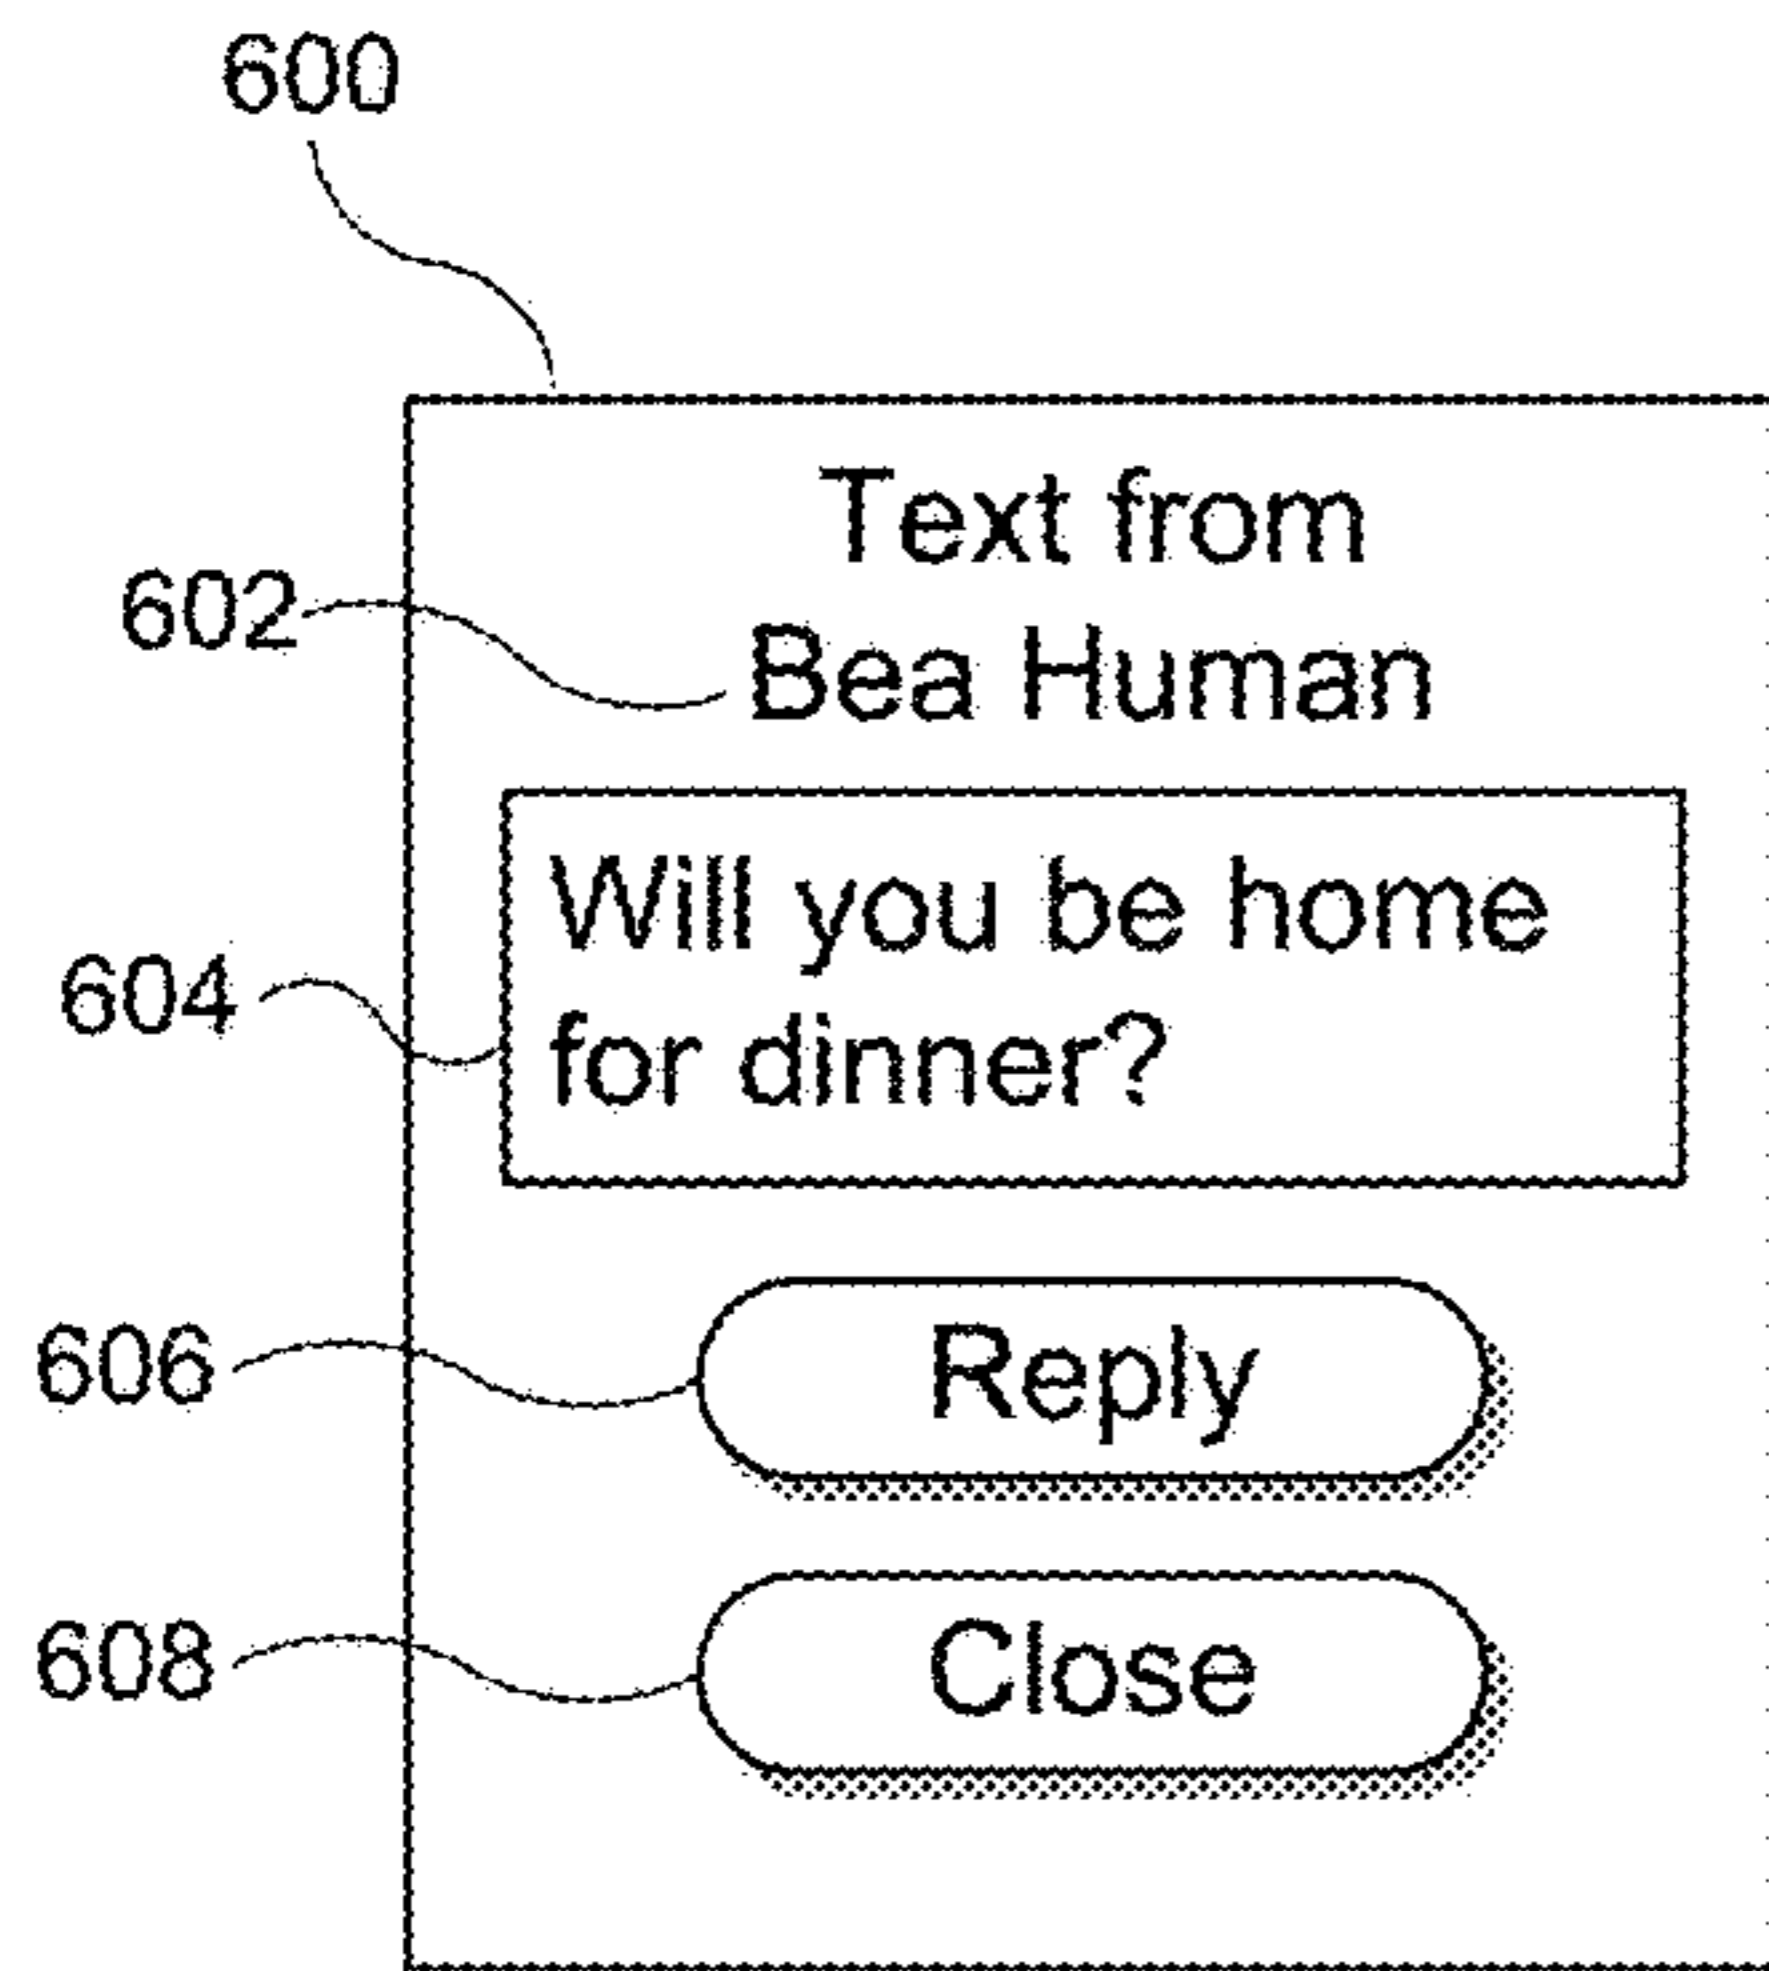 600
Text from
602
Bea Human
Will you be home
604
for dinner?
606
Reply
608
Close